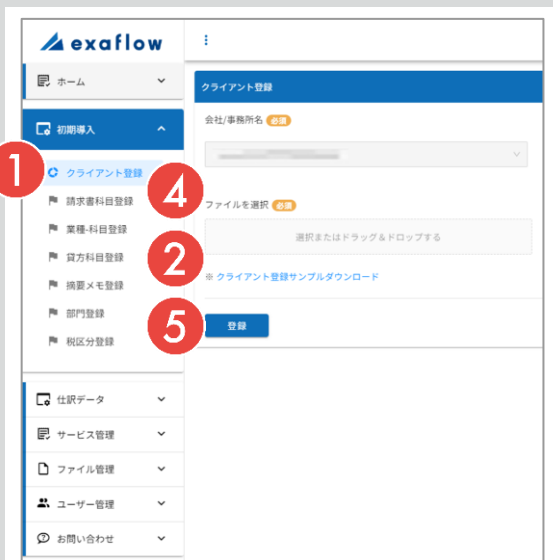 exaflow
ホーム
初期導入
1
クライアント登録
請求書科目登録
業種-科目登録
貸方科目登録
摘要メモ登録
部門登録
税区分登録
仕訳データ
サービス管理
ファイル管理
ユーザー管理
お問い合わせ
クライアント登録
会社/事務所名 必須
4
ファイルを選択 必須
選択またはドラッグ&ドロップする
2
※ クライアント登録サンプルダウンロード
5
登録